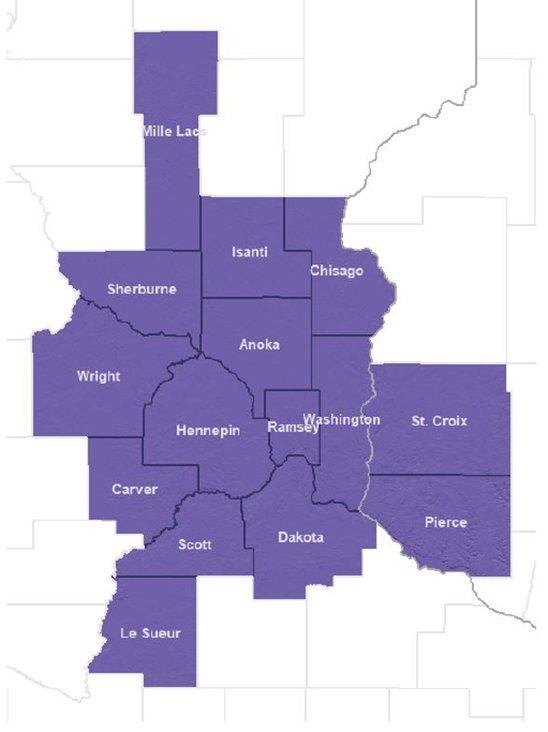 Mille Lacs
Isanti
Chisago
Sherburne
Anoka
Wright
Washington
St. Croix
Ramsey
Hennepin
Carver
Pierce
Dakota
Scott
Le Sueur